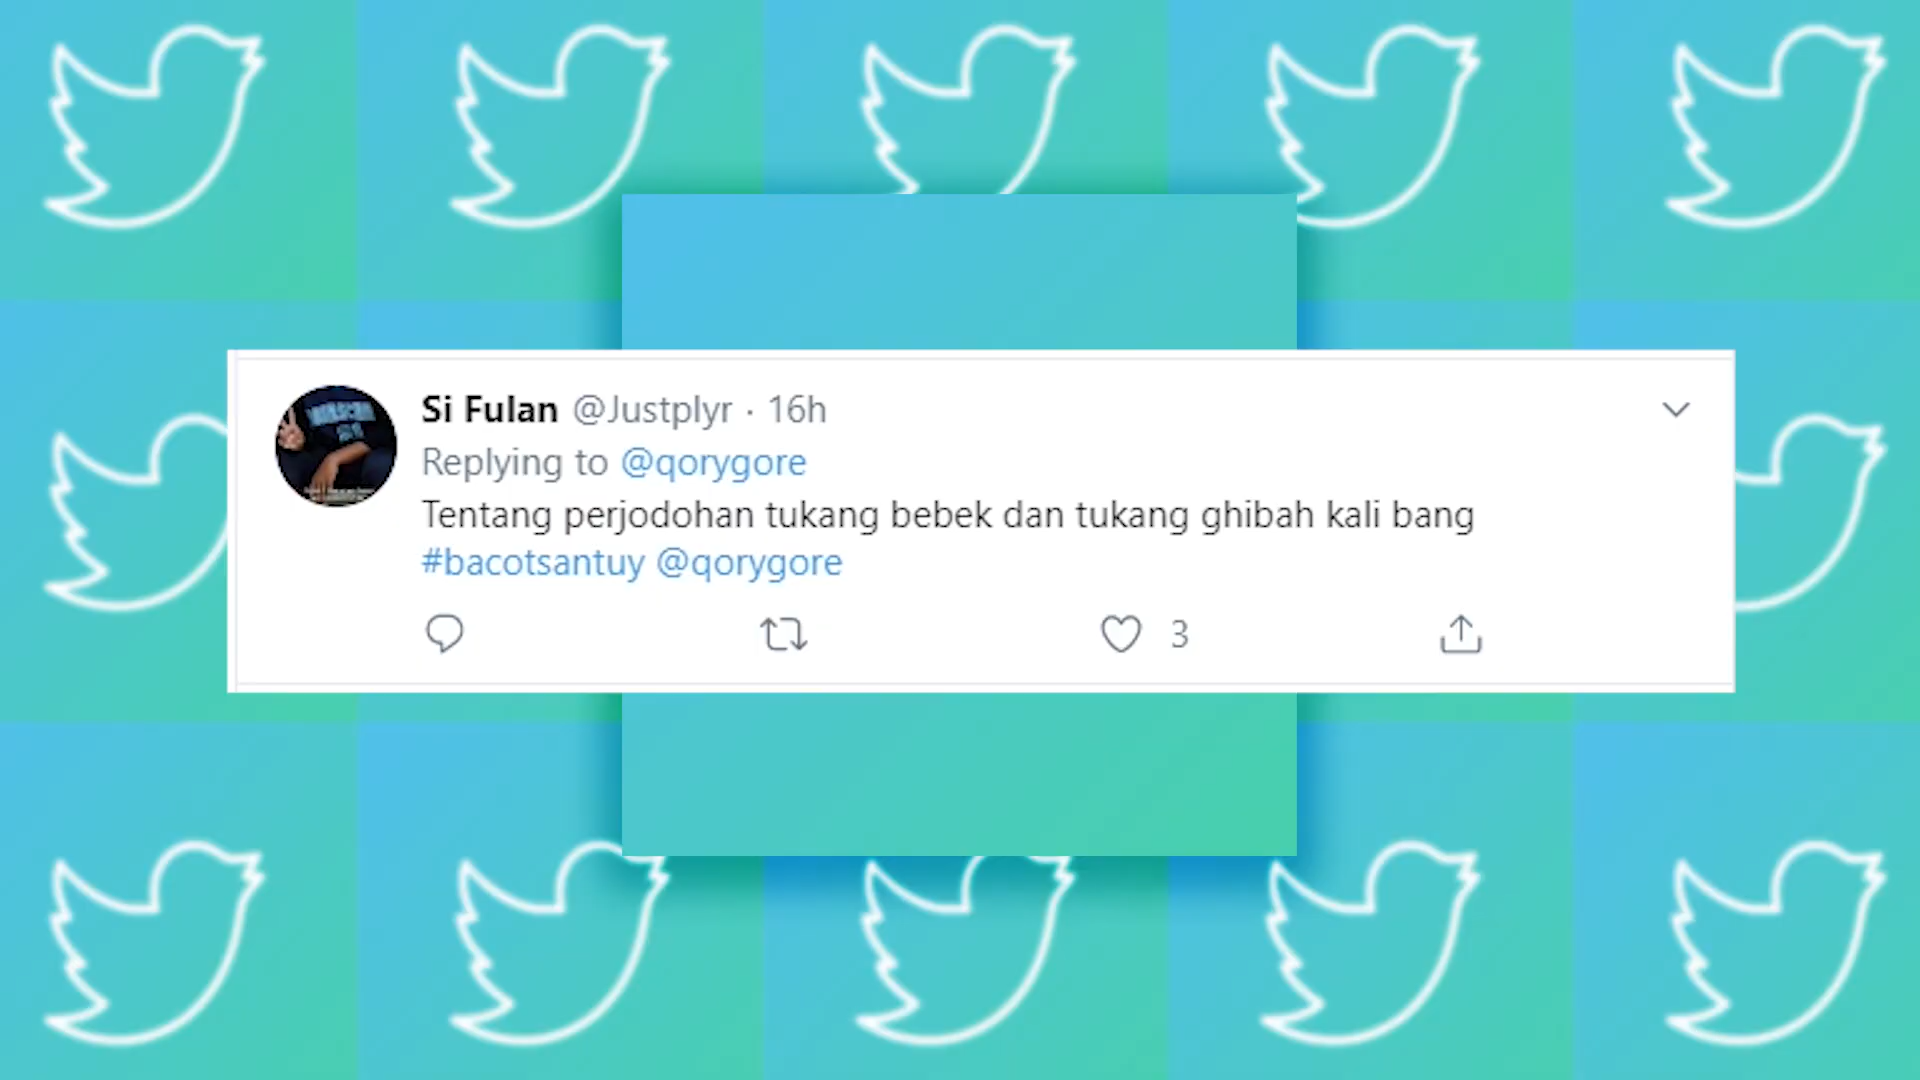 Si Fulan @Justplyr · 16h
Replying to @qorygore
Tentang perjodohan tukang bebek dan tukang ghibah kali bang
#bacotsantuy @qorygore
3